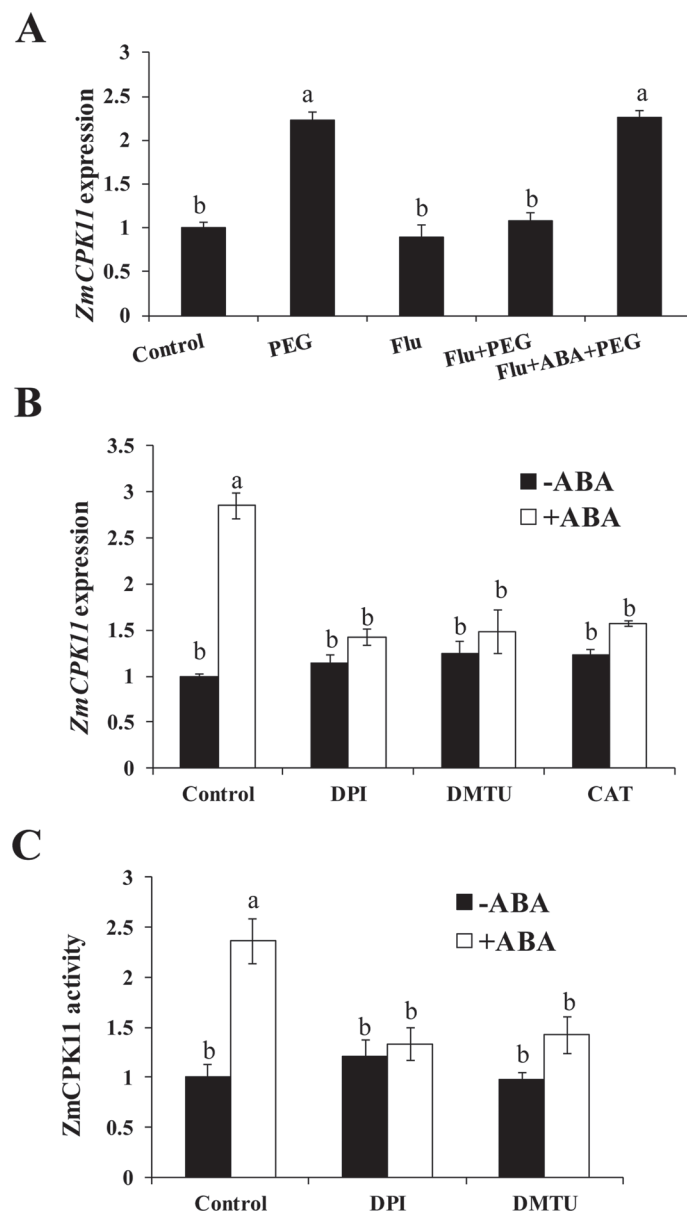 A
ZmCPK11 expression
3
2.5
2
1.5
1
0.5
0
b
a
b
b
a
Control
PEG
Flu
Flu+PEG
Flu+ABA+PEG
B
ZmCPK11 expression
3.5
3
2.5
2
1.5
1
0.5
0
-ABA
+ABA
b
a
b
b
b
b
b
b
Control
DPI
DMTU
CAT
C
ZmCPK11 activity
3
2.5
2
1.5
1
0.5
0
-ABA
+ABA
b
a
b
b
b
b
Control
DPI
DMTU